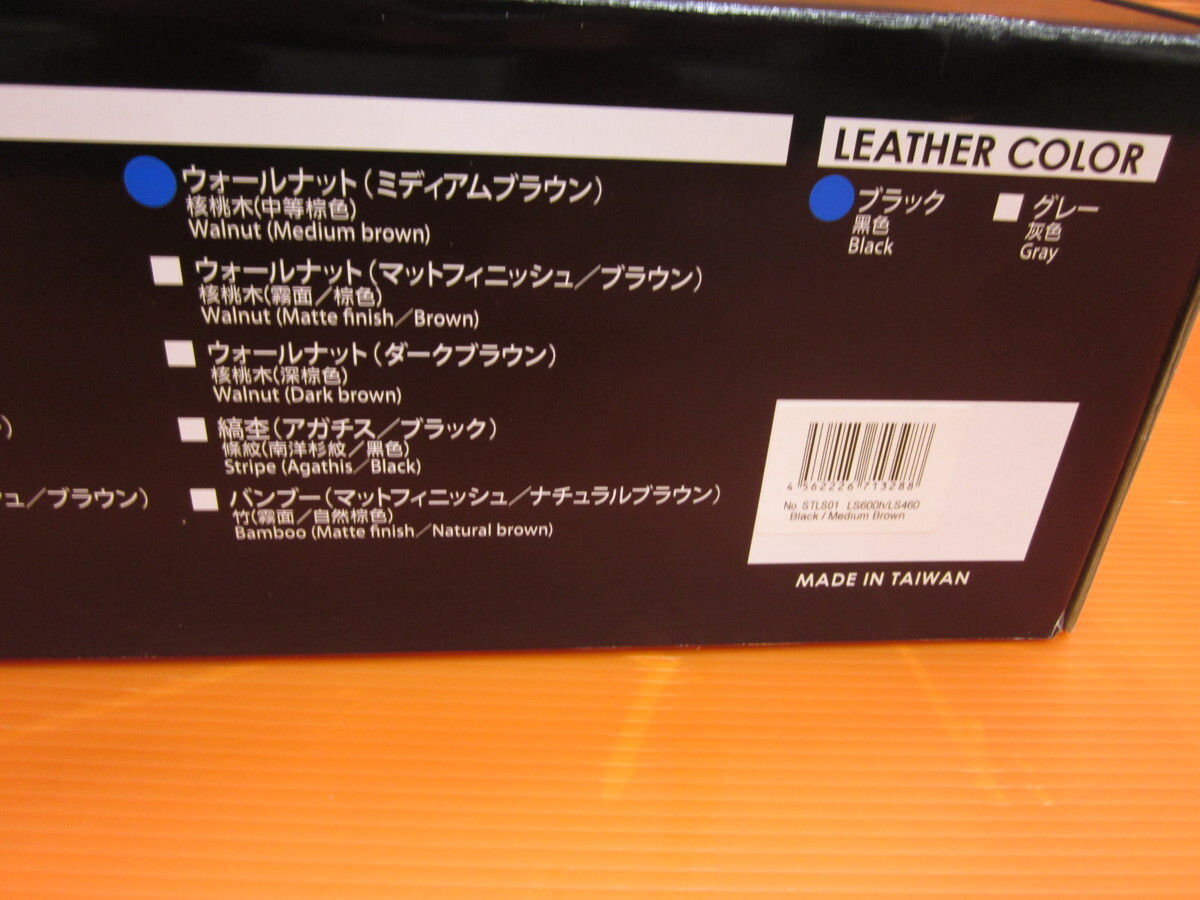 LEATHER COLOR
ウォールナット（ミディアムブラウン）
核桃木(中等棕色)
Walnut (Medium brown)
ウォールナット（マットフィニッシュ／ブラウン）
核桃木(霧面／棕色)
Walnut (Matte finish／Brown)
ウォールナット（ダークブラウン）
核桃木(深棕色)
Walnut (Dark brown)
縞杢（アガチス／ブラック）
條紋(南洋杉紋／黑色)
Stripe (Agathis／Black)
バンブー（マットフィニッシュ／ナチュラルブラウン）
竹(霧面／自然棕色)
Bamboo (Matte finish／Natural brown)
）
シュ／ブラウン）
ブラック
黑色
Black
グレー
灰色
Gray
4 562226 713288
No. STLS01 LS600h/LS460
Black / Medium Brown
MADE IN TAIWAN